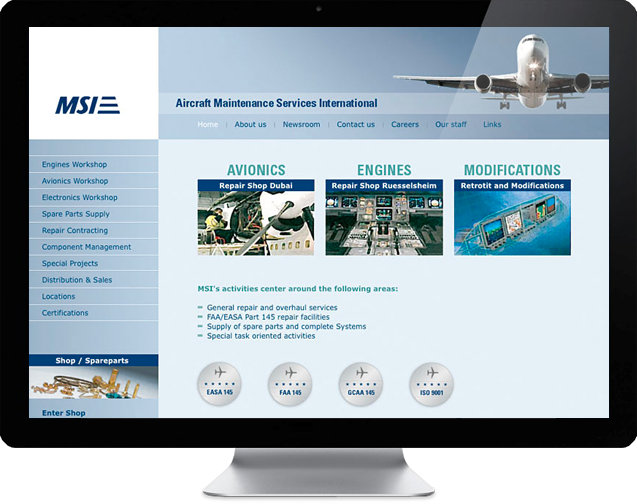 MSI
Aircraft Maintenance Services International
Home | About us | Newsroom | Contact us | Careers | Our staff | Links
Engines Workshop
Avionics Workshop
Electronics Workshop
Spare Parts Supply
Repair Contracting
Component Management
Special Projects
Distribution & Sales
Locations
Certifications
Shop / Spareparts
Enter Shop
AVIONICS
Repair Shop Dubai
ENGINES
Repair Shop Ruesselsheim
MODIFICATIONS
Retrotit and Modifications
MSI's activities center around the following areas:
General repair and overhaul services
FAA/EASA Part 145 repair facilities
Supply of spare parts and complete Systems
Special task oriented activities
EASA 145
FAA 145
GCAA 145
ISO 9001